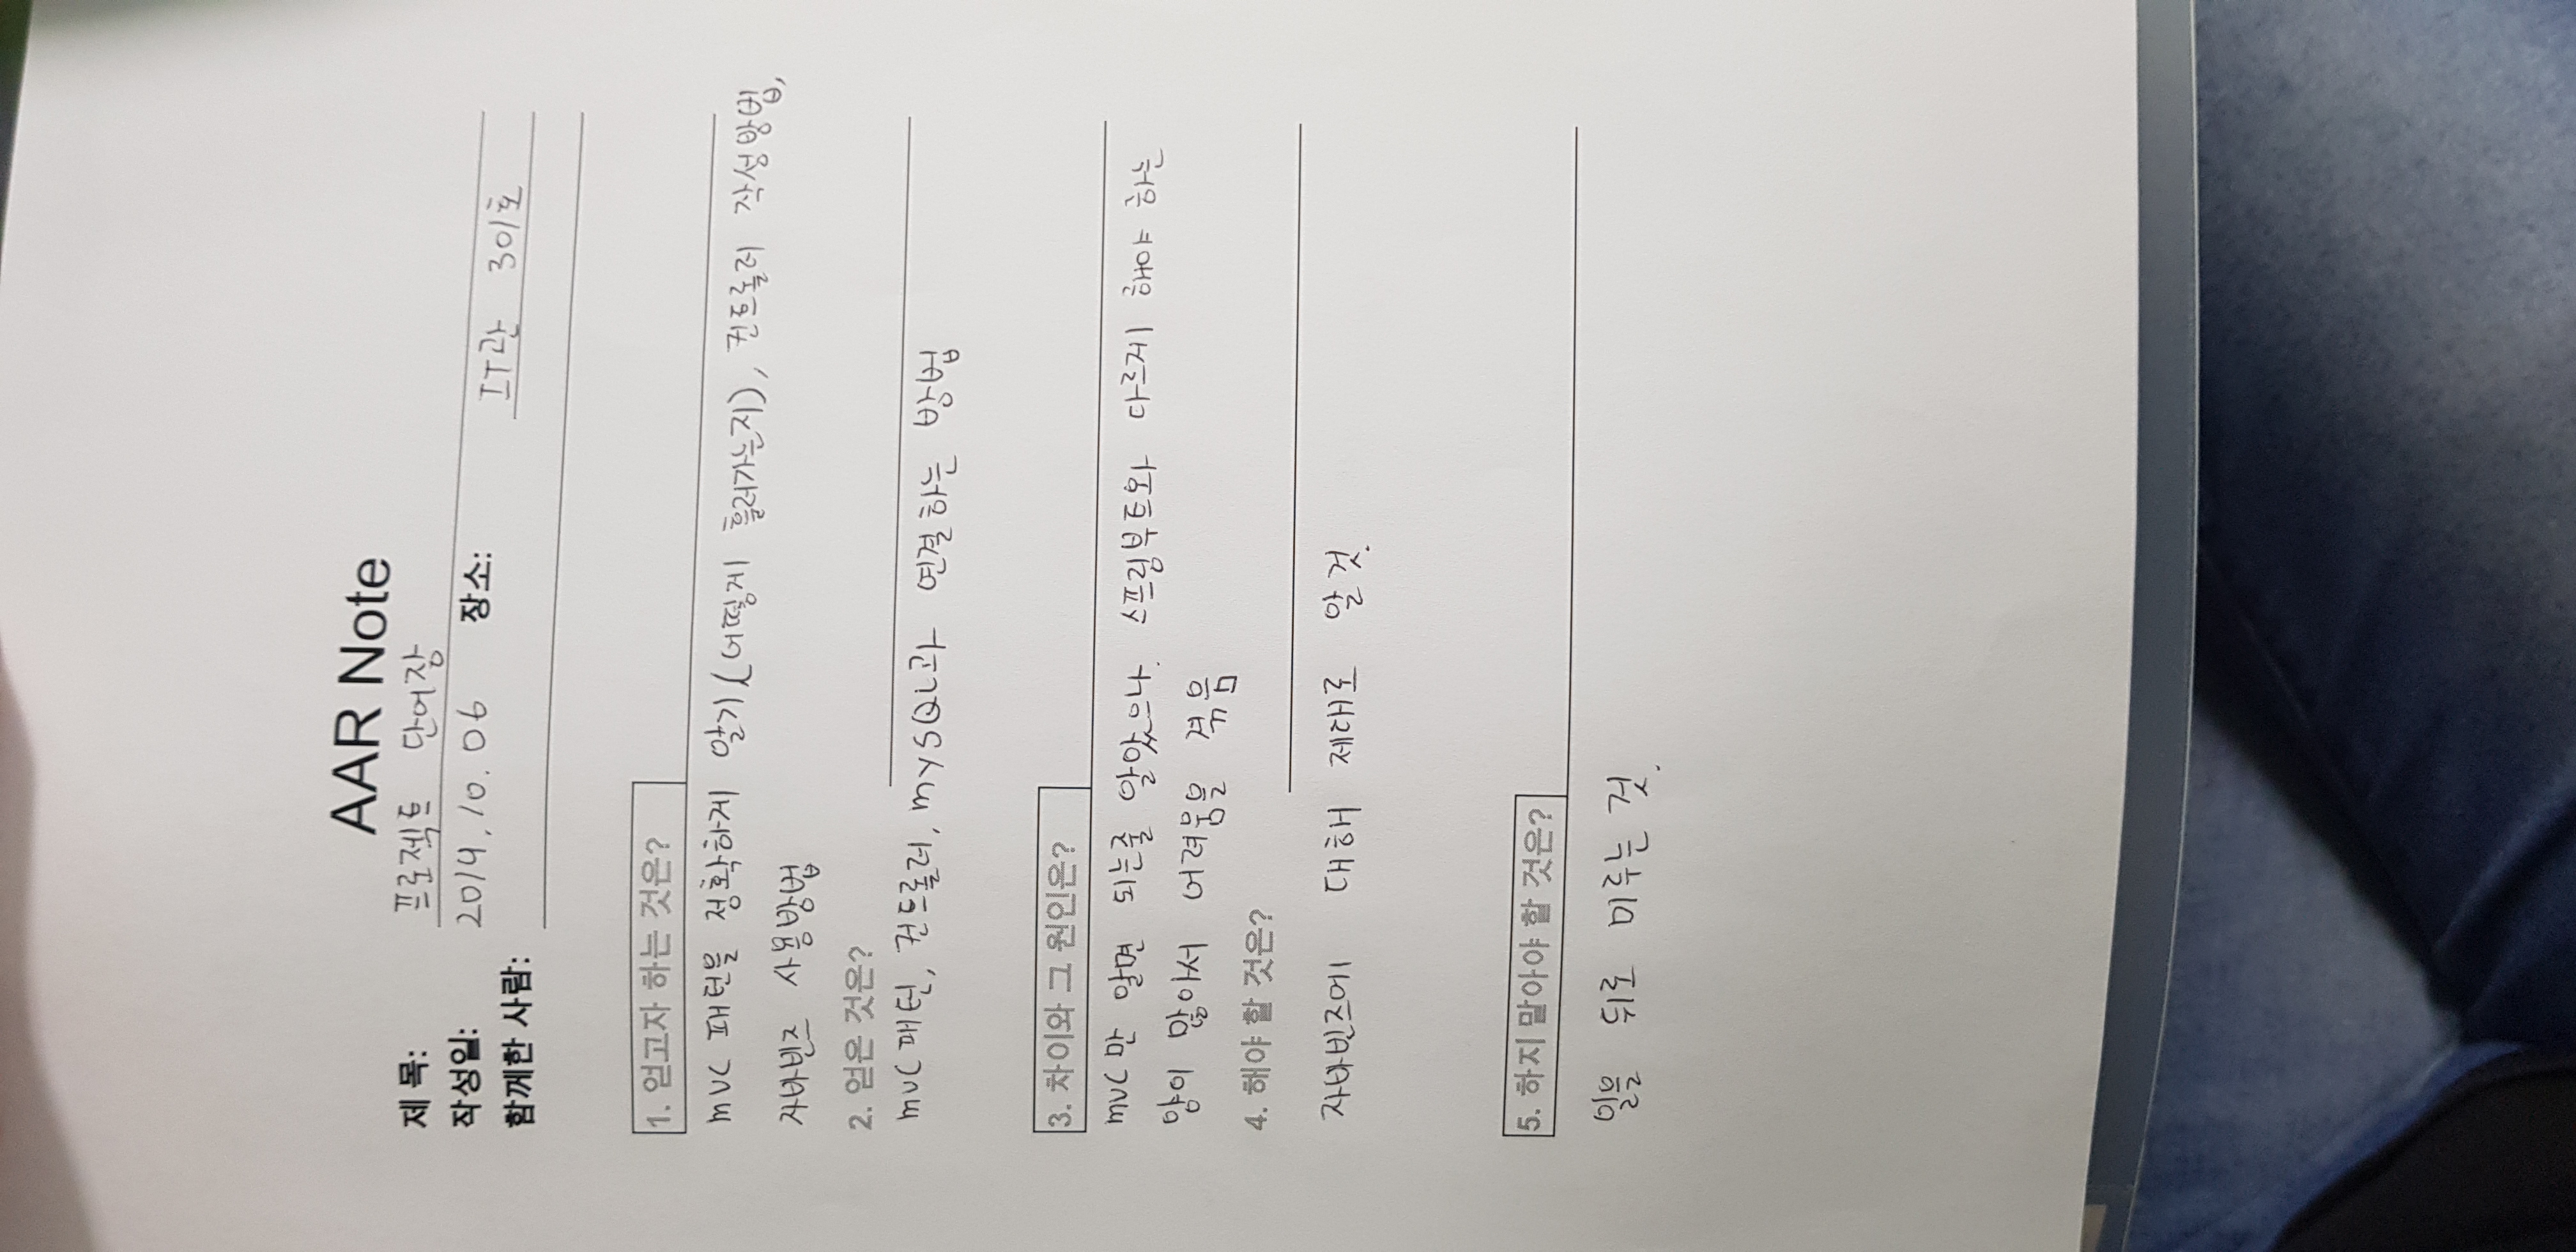 AAR Note
제 목: 프로젝트 단어장
작성일: 2014.10.06 장소: IT관 301호
함께한 사람:
1. 얻고자 하는 것은?
MVC 패턴을 정확하게 알기(어떻게 흘러가는지), 컨트롤러 작성방법,
자바빈즈 사용방법
2. 얻은 것은?
MVC패턴, 컨트롤러, MYSQL과 연결하는 방법
3. 차이와 그 원인은?
MVC만 알면 되는줄 알았으나. 스프링부트와 다르게 해야 하는
양이 많아서 어려움을 겪음
4. 해야 할 것은?
자바빈즈에 대해 제대로 알것.
5. 하지 말아야 할 것은?
일을 뒤로 미루는 것.